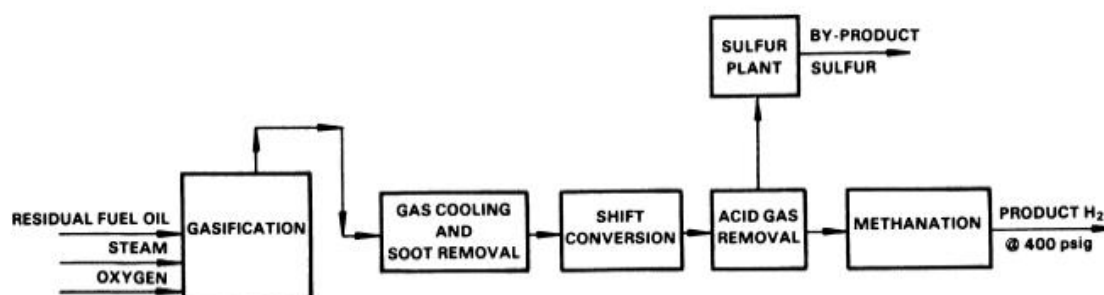 SULFUR
PLANT
BY-PRODUCT
SULFUR
RESIDUAL FUEL OIL
STEAM
OXYGEN
GASIFICATION
GAS COOLING
AND
SOOT REMOVAL
SHIFT
CONVERSION
ACID GAS
REMOVAL
METHANATION
PRODUCT H₂
@ 400 psig